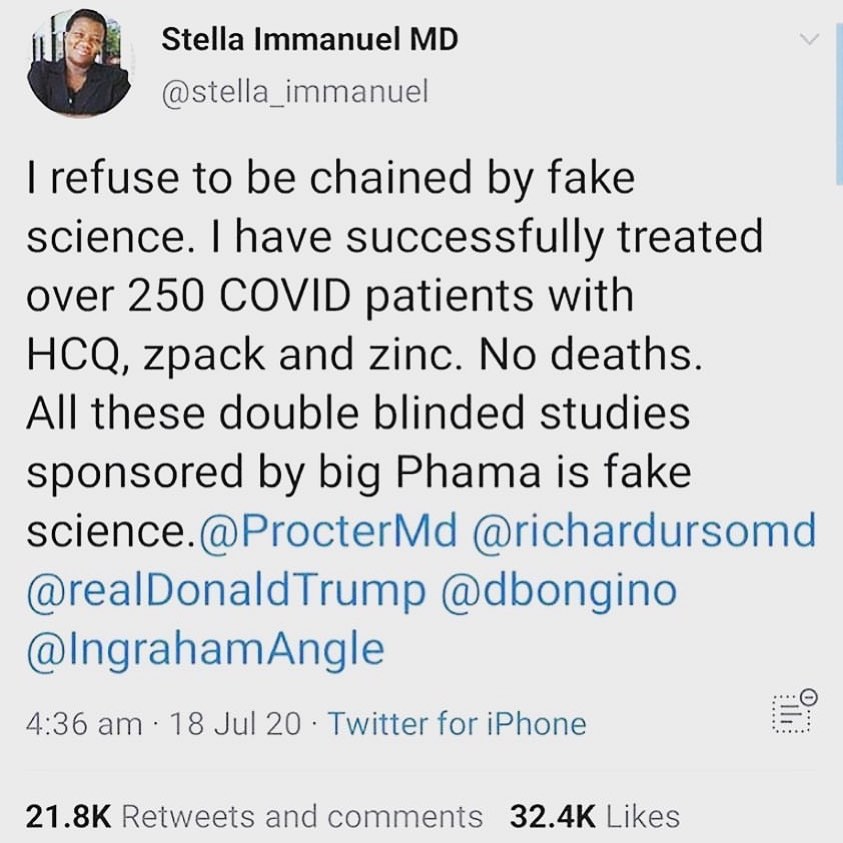 Stella Immanuel MD
@stella_immanuel
I refuse to be chained by fake
science. I have successfully treated
over 250 COVID patients with
HCQ, zpack and zinc. No deaths.
All these double blinded studies
sponsored by big Phama is fake
science.@ProcterMd @richardursomd
@realDonaldTrump @dbongino
@IngrahamAngle
4:36 am · 18 Jul 20 · Twitter for iPhone
21.8K Retweets and comments 32.4K Likes